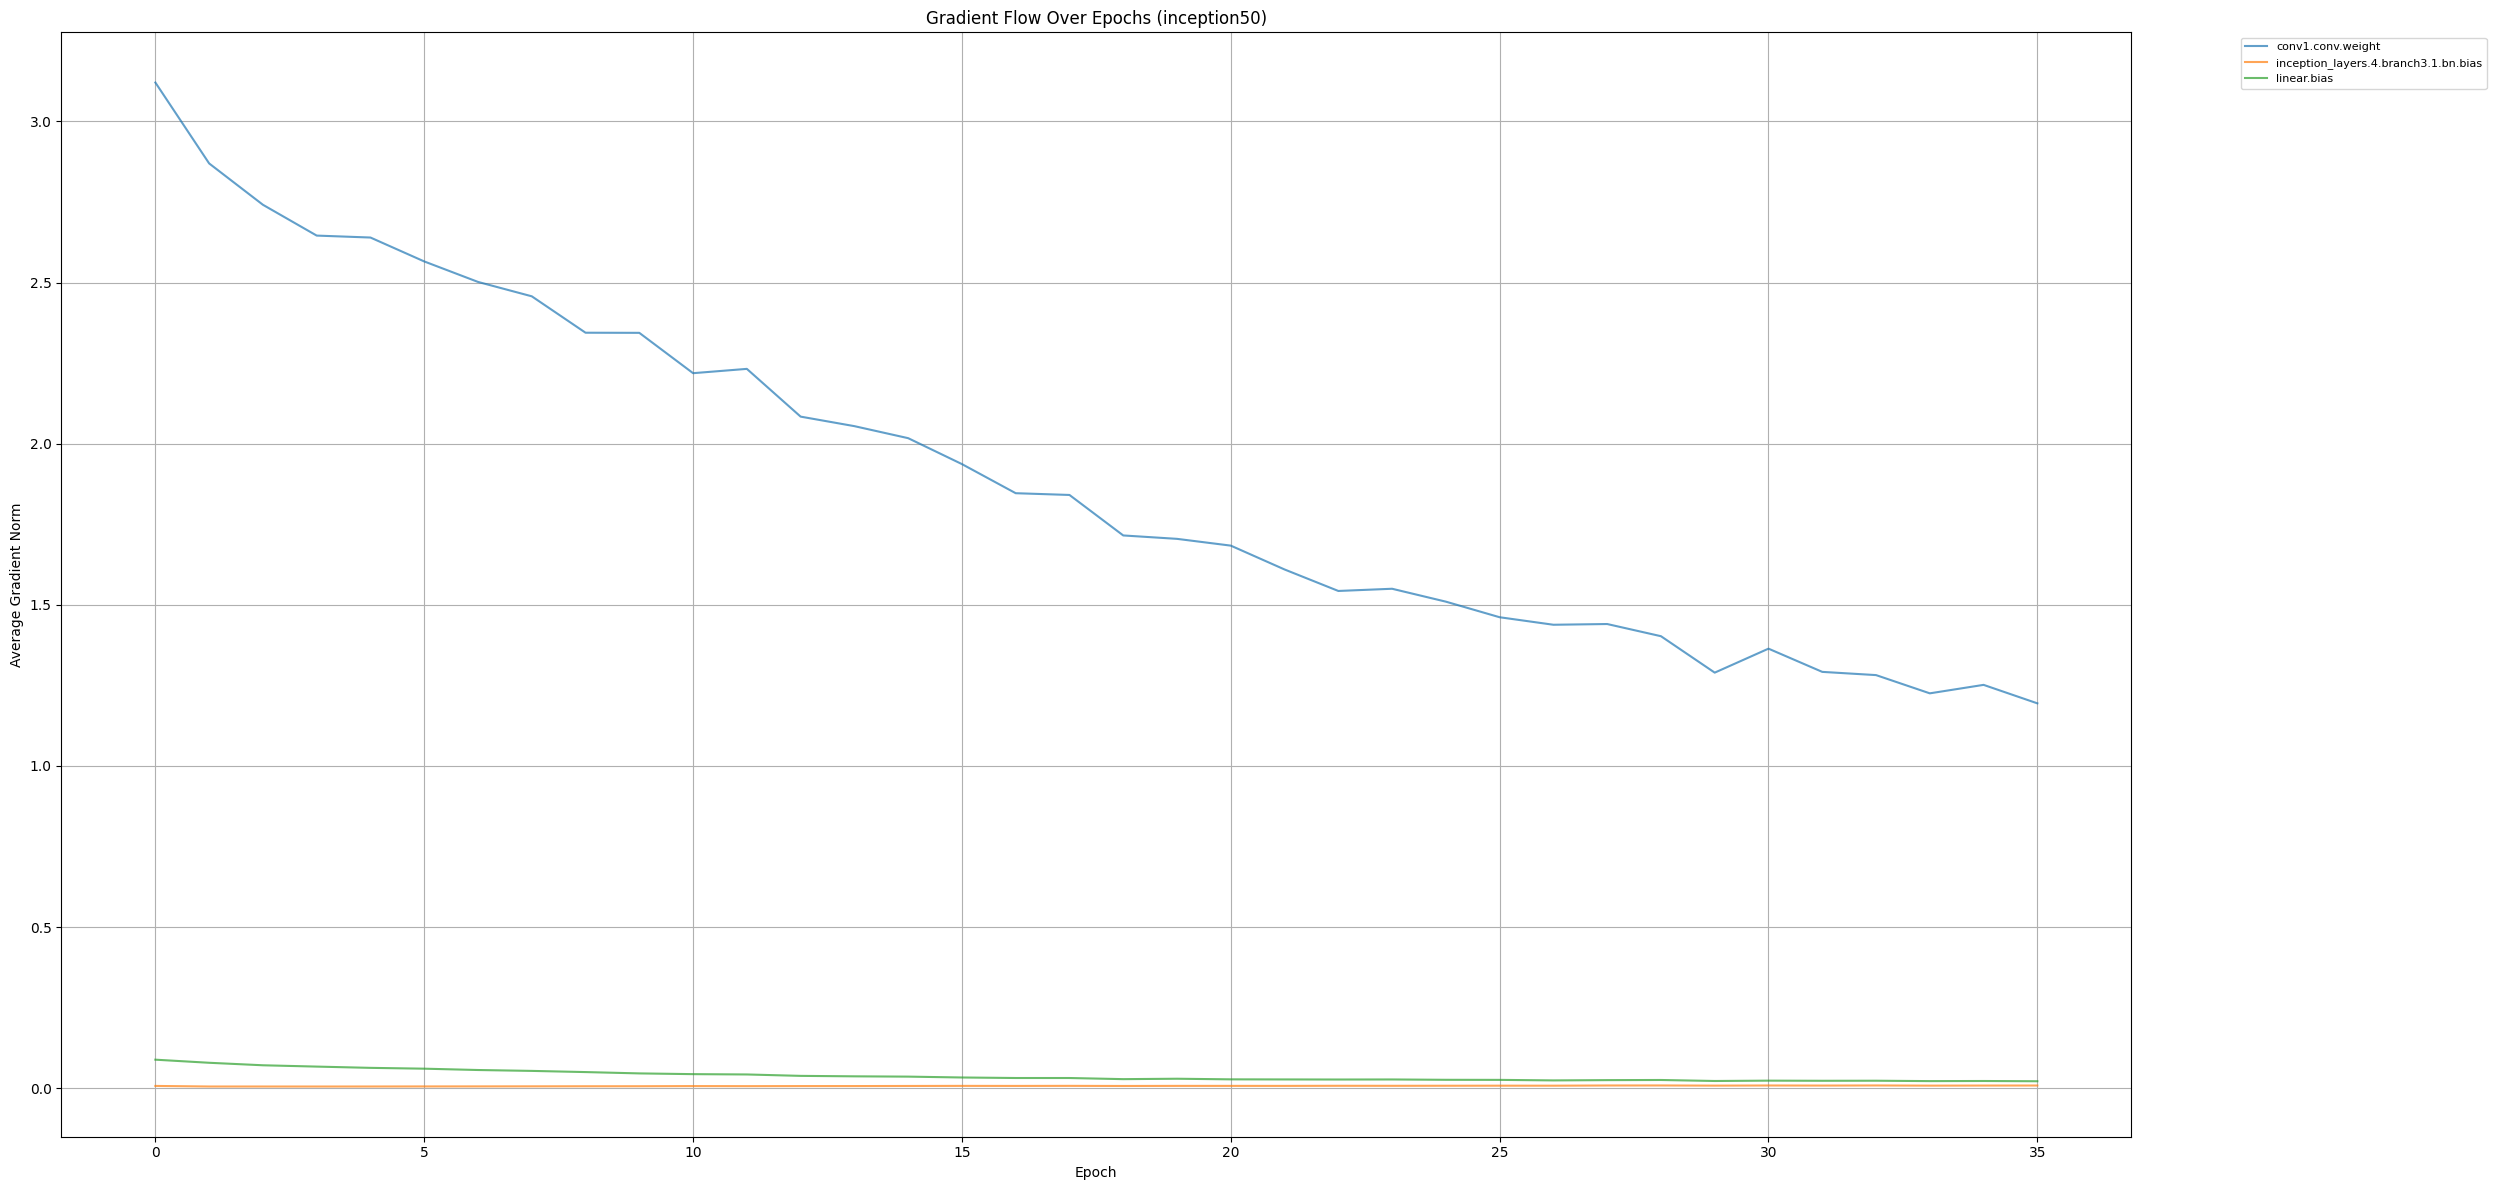 Gradient Flow Over Epochs (inception50)
conv1.conv.weight
inception_layers.4.branch3.1.bn.bias
linear.bias
Average Gradient Norm
3.0
2.5
2.0
1.5
1.0
0.5
0.0
0 5 10 15 20 25 30 35
Epoch